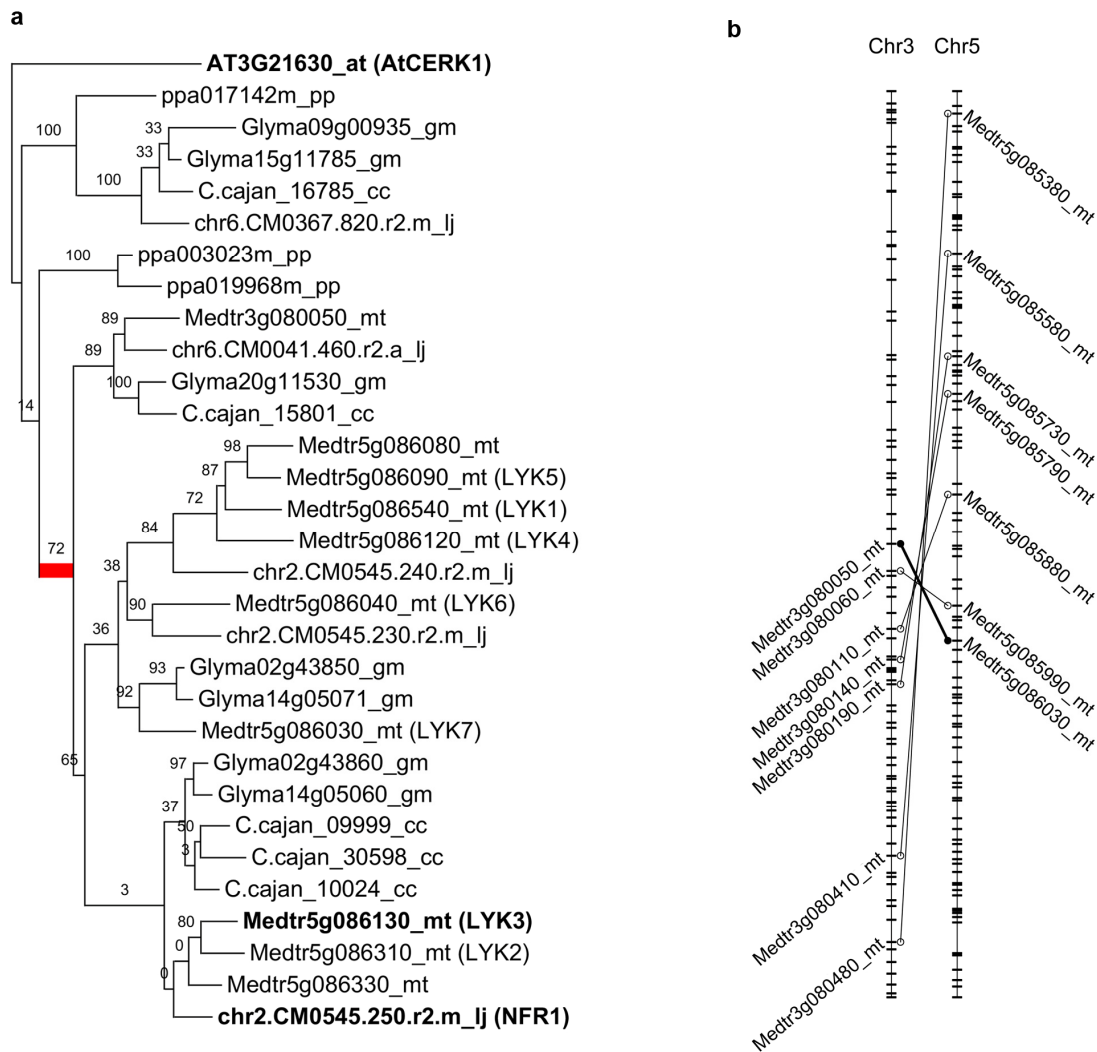 a
AT3G21630_at (AtCERK1)
ppa017142m_pp
100
33
Glyma09g00935_gm
33
Glyma15g11785_gm
100
C.cajan_16785_cc
chr6.CM0367.820.r2.m_lj
100
ppa003023m_pp
ppa019968m_pp
89
Medtr3g080050_mt
89
chr6.CM0041.460.r2.a_lj
100
Glyma20g11530_gm
14
C.cajan_15801_cc
98
Medtr5g086080_mt
87
Medtr5g086090_mt (LYK5)
72
Medtr5g086540_mt (LYK1)
84
Medtr5g086120_mt (LYK4)
72
38
chr2.CM0545.240.r2.m_lj
90
Medtr5g086040_mt (LYK6)
36
chr2.CM0545.230.r2.m_lj
93
Glyma02g43850_gm
92
Glyma14g05071_gm
Medtr5g086030_mt (LYK7)
65
97
Glyma02g43860_gm
Glyma14g05060_gm
37
50
C.cajan_09999_cc
3
C.cajan_30598_cc
3
C.cajan_10024_cc
80
Medtr5g086130_mt (LYK3)
0
Medtr5g086310_mt (LYK2)
0
Medtr5g086330_mt
chr2.CM0545.250.r2.m_lj (NFR1)
b
Chr3 Chr5
Medtr5g085380_mt
Medtr5g085580_mt
Medtr5g085730_mt
Medtr5g085790_mt
Medtr5g085880_mt
Medtr5g085990_mt
Medtr5g086030_mt
Medtr3g080050_mt
Medtr3g080060_mt
Medtr3g080110_mt
Medtr3g080140_mt
Medtr3g080190_mt
Medtr3g080410_mt
Medtr3g080480_mt